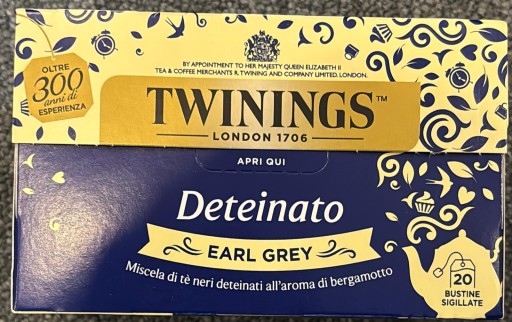 BY APPOINTMENT TO HER MAJESTY QUEEN ELIZABETH II
TEA & COFFEE MERCHANTS R. TWINING AND COMPANY LIMITED, LONDON.
OLTRE
300
anni di
ESPERIENZA
TWININGS™
LONDON 1706
APRI QUI
Deteinato
EARL GREY
Miscela di tè neri deteinati all'aroma di bergamotto
20
BUSTINE
SIGILLATE